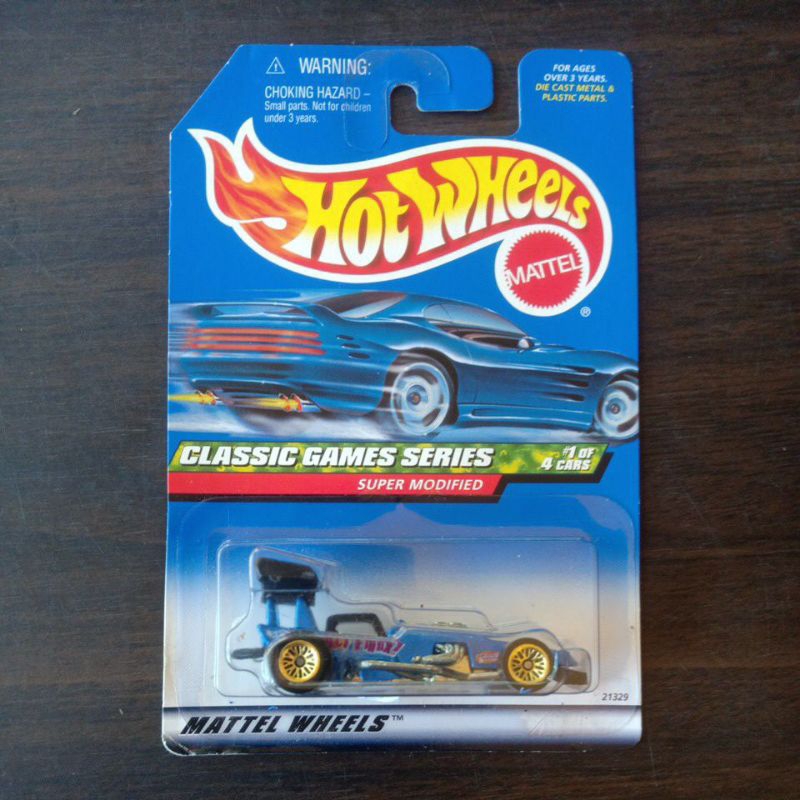 ⚠ WARNING:
CHOKING HAZARD –
Small parts. Not for children
under 3 years.
FOR AGES
OVER 3 YEARS.
DIE CAST METAL &
PLASTIC PARTS.
HOT WHEELS
MATTEL
®
CLASSIC GAMES SERIES
#1 OF
4 CARS
SUPER MODIFIED
21329
MATTEL WHEELS™